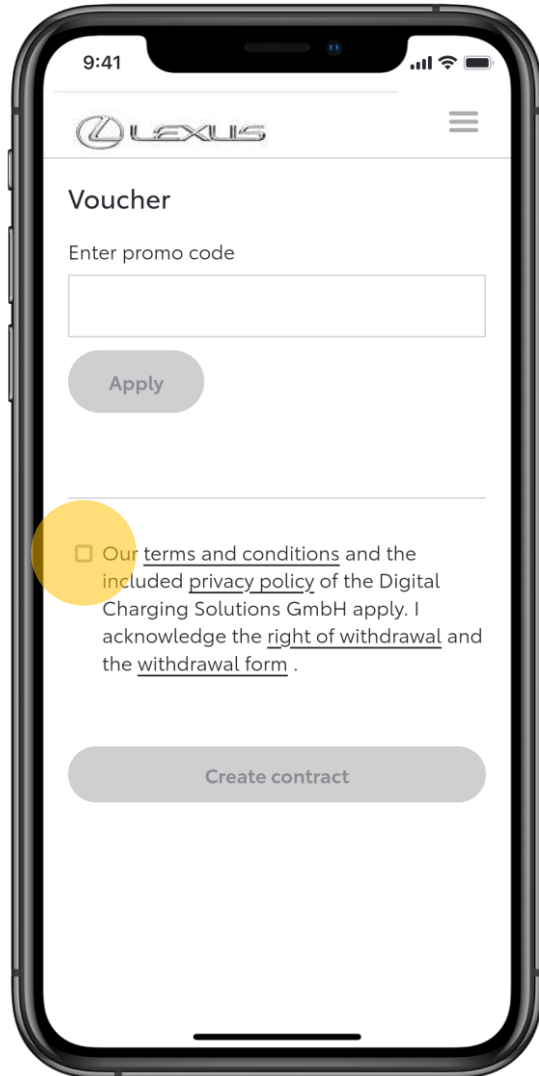 9:41
LEXUS
Voucher
Enter promo code
Apply
Our terms and conditions and the
included privacy policy of the Digital
Charging Solutions GmbH apply. I
acknowledge the right of withdrawal and
the withdrawal form .
Create contract